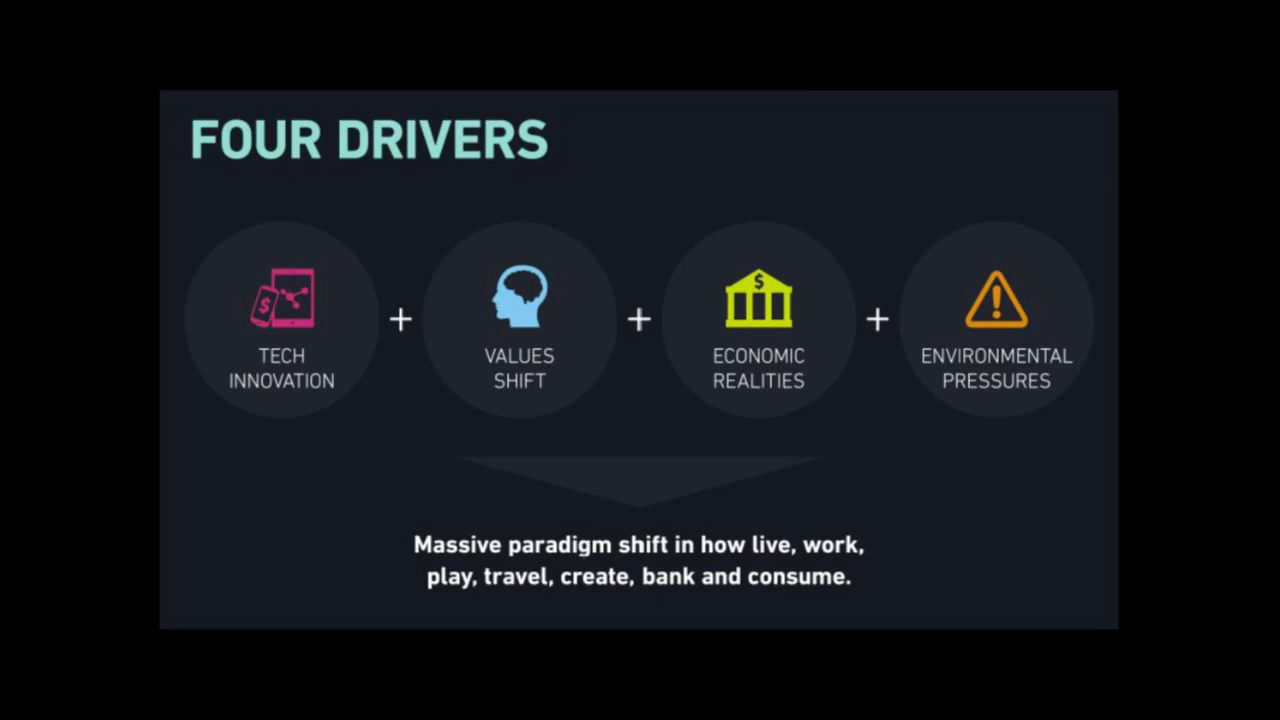 FOUR DRIVERS
$
$
TECH
INNOVATION
+
VALUES
SHIFT
+
ECONOMIC
REALITIES
+
ENVIRONMENTAL
PRESSURES
Massive paradigm shift in how live, work,
play, travel, create, bank and consume.